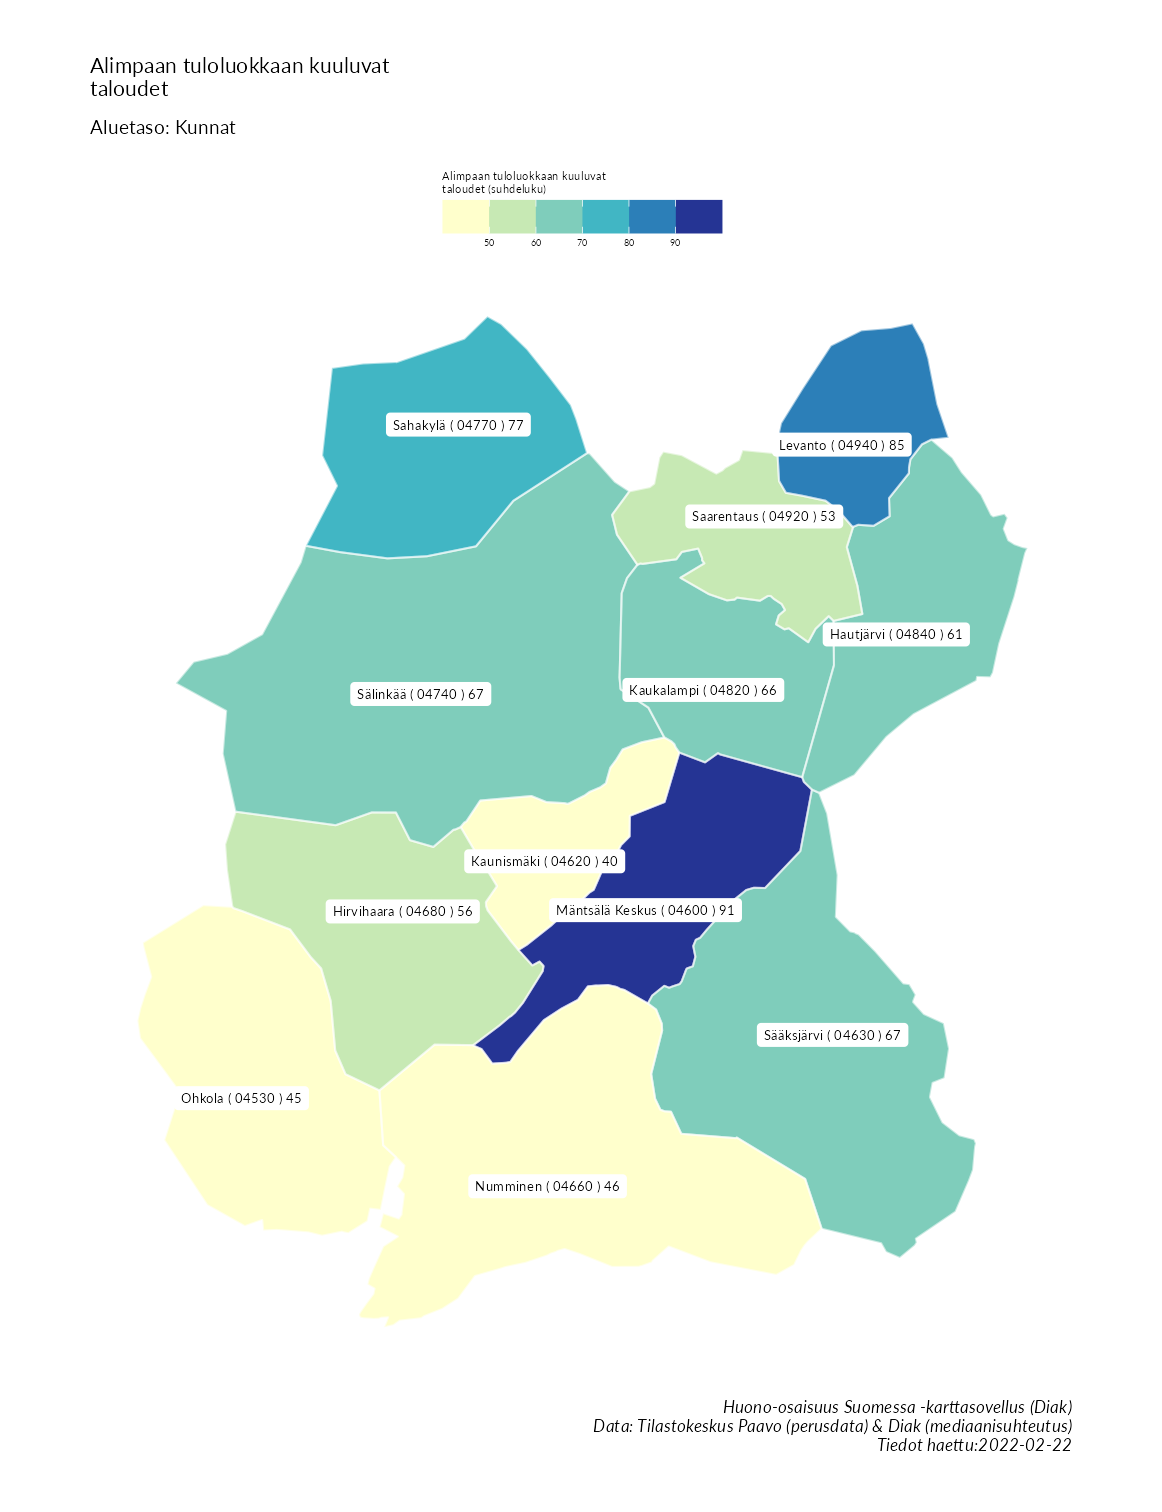 Alimpaan tuloluokkaan kuuluvat
taloudet
Aluetaso: Kunnat
Alimpaan tuloluokkaan kuuluvat
taloudet (suhdeluku)
50 60 70 80 90
Sahakylä ( 04770 ) 77
Levanto ( 04940 ) 85
Saarentaus ( 04920 ) 53
Hautjärvi ( 04840 ) 61
Kaukalampi ( 04820 ) 66
Sälinkää ( 04740 ) 67
Kaunismäki ( 04620 ) 40
Mäntsälä Keskus ( 04600 ) 91
Hirvihaara ( 04680 ) 56
Sääksjärvi ( 04630 ) 67
Ohkola ( 04530 ) 45
Numminen ( 04660 ) 46
Huono-osaisuus Suomessa -karttasovellus (Diak)
Data: Tilastokeskus Paavo (perusdata) & Diak (mediaanisuhteutus)
Tiedot haettu:2022-02-22